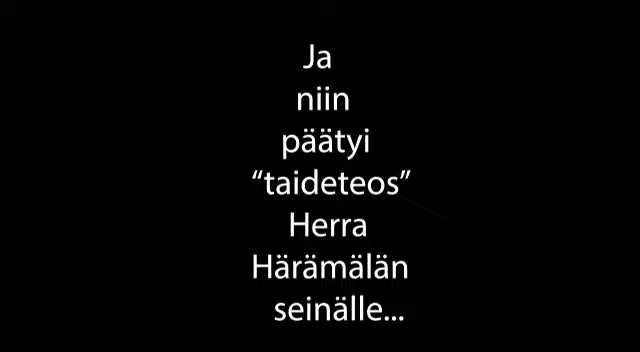 Ja
niin
päätyi
“taideteos”
Herra
Härämälän
seinälle...